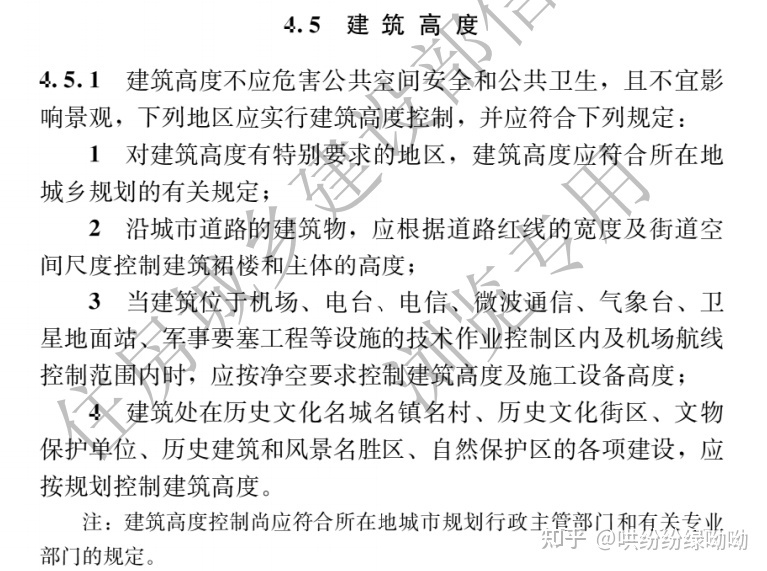 4.5 建筑高度
4.5.1 建筑高度不应危害公共空间安全和公共卫生，且不宜影
响景观，下列地区应实行建筑高度控制，并应符合下列规定：
1 对建筑高度有特别要求的地区，建筑高度应符合所在地
城乡规划的有关规定；
2 沿城市道路的建筑物，应根据道路红线的宽度及街道空
间尺度控制建筑裙楼和主体的高度；
3 当建筑位于机场、电台、电信、微波通信、气象台、卫
星地面站、军事要塞工程等设施的技术作业控制区内及机场航线
控制范围内时，应按净空要求控制建筑高度及施工设备高度；
4 建筑处在历史文化名城名镇名村、历史文化街区、文物
保护单位、历史建筑和风景名胜区、自然保护区的各项建设，应
按规划控制建筑高度。
注：建筑高度控制尚应符合所在地城市规划行政主管部门和有关专业
部门的规定。
住房城乡建设部信
浏览专用
知乎 @哄纷纷绿呦呦